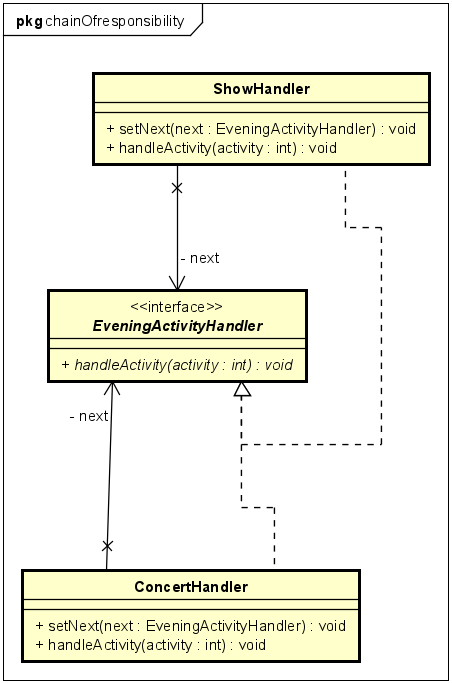 pkg chainOfresponsibility
ShowHandler
+ setNext(next : EveningActivityHandler) : void
+ handleActivity(activity : int) : void
- next
<<interface>>
EveningActivityHandler
+ handleActivity(activity : int) : void
- next
ConcertHandler
+ setNext(next : EveningActivityHandler) : void
+ handleActivity(activity : int) : void